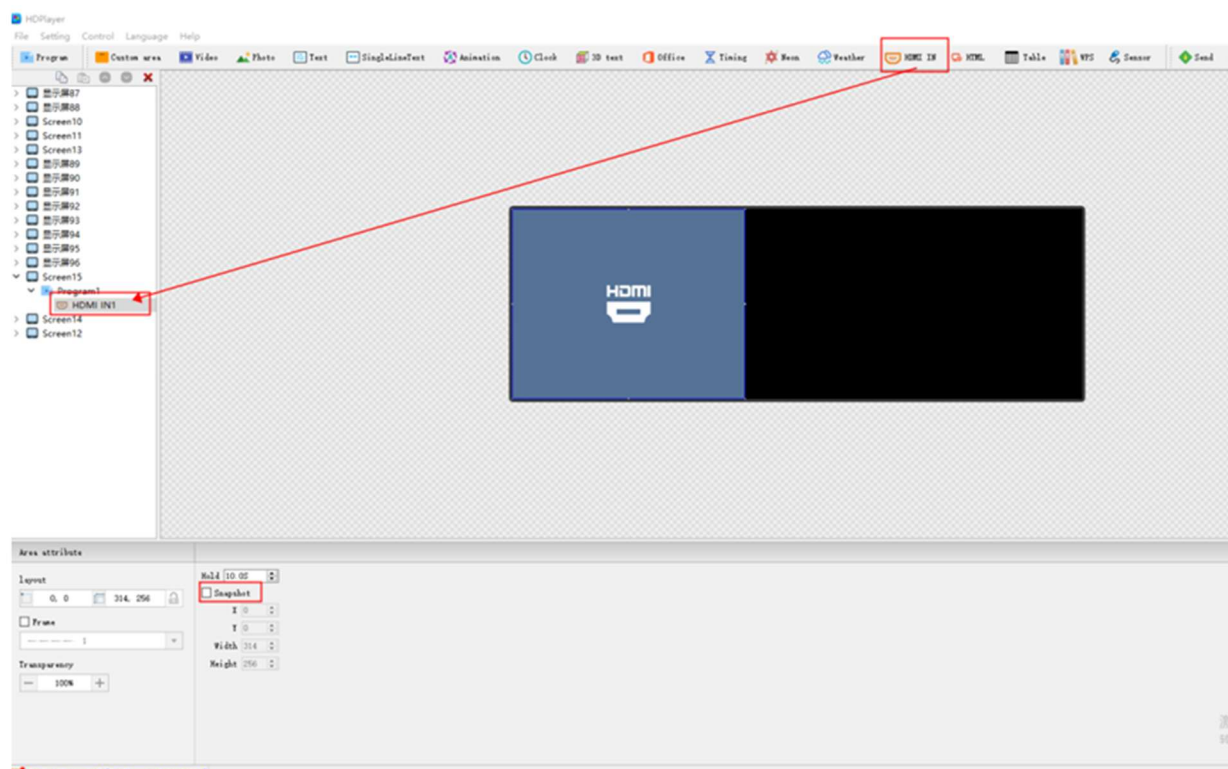 HDPlayer
File Setting Control Language Help
Program Custom area Video Photo Text SingleLineText Animation Clock 3D text Office Timing Neon Weather HDMI IN HTML Table WPS Sensor Send
显示屏87
显示屏88
Screen10
Screen11
Screen13
显示屏89
显示屏90
显示屏91
显示屏92
显示屏93
显示屏94
显示屏95
显示屏96
Screen15
Program1
HDMI IN1
Screen14
Screen12
HDMI
Area attribute
layout
0, 0 314, 256
Frame
1
Transparency
100%
Hold 10.0S
Snapshot
X 0
Y 0
Width 314
Height 256